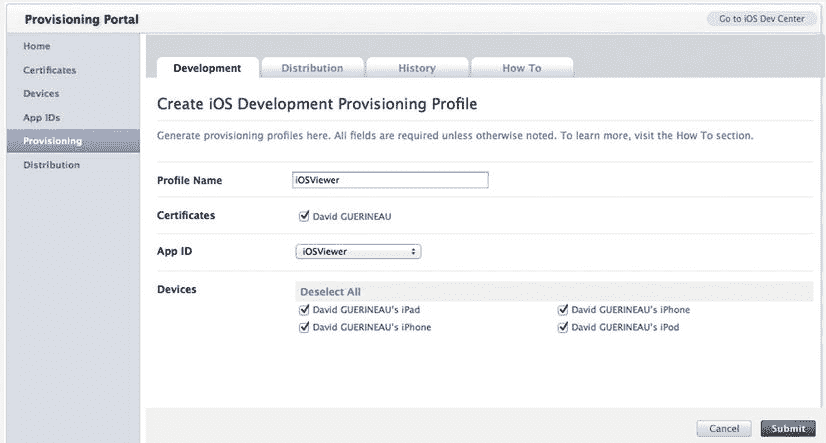 Provisioning Portal
Go to iOS Dev Center
Home
Certificates
Devices
App IDs
Provisioning
Distribution
Development Distribution History How To
Create iOS Development Provisioning Profile
Generate provisioning profiles here. All fields are required unless otherwise noted. To learn more, visit the How To section.
Profile Name iOSViewer
Certificates David GUERINEAU
App ID iOSViewer
Devices Deselect All
David GUERINEAU's iPad David GUERINEAU's iPhone
David GUERINEAU's iPhone David GUERINEAU's iPod
Cancel Submit